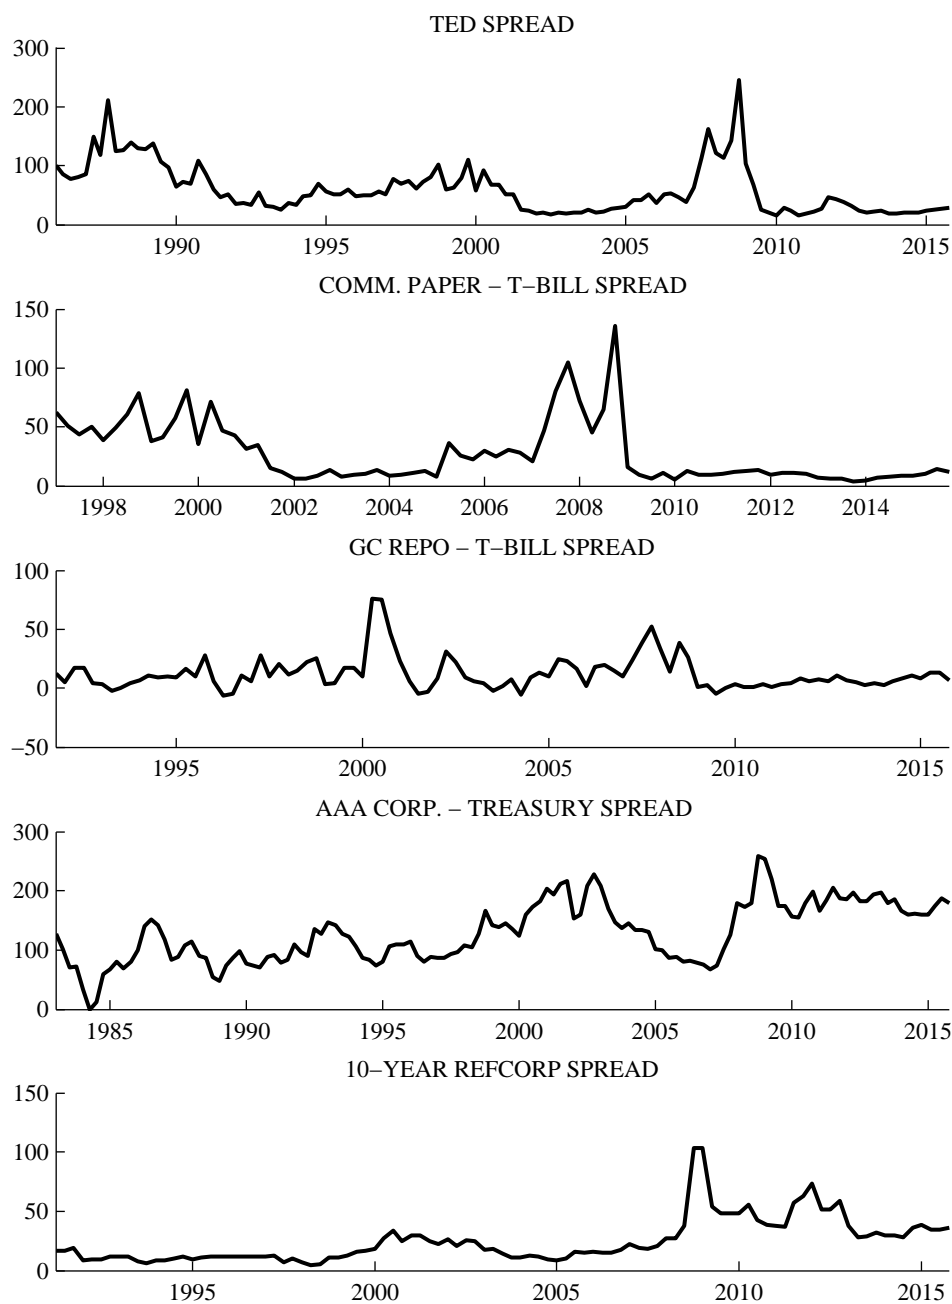 TED SPREAD
300
200
100
0
1990 1995 2000 2005 2010 2015
COMM. PAPER – T–BILL SPREAD
150
100
50
0
1998 2000 2002 2004 2006 2008 2010 2012 2014
GC REPO – T–BILL SPREAD
100
50
0
–50
1995 2000 2005 2010 2015
AAA CORP. – TREASURY SPREAD
300
200
100
0
1985 1990 1995 2000 2005 2010 2015
10–YEAR REFCORP SPREAD
150
100
50
0
1995 2000 2005 2010 2015